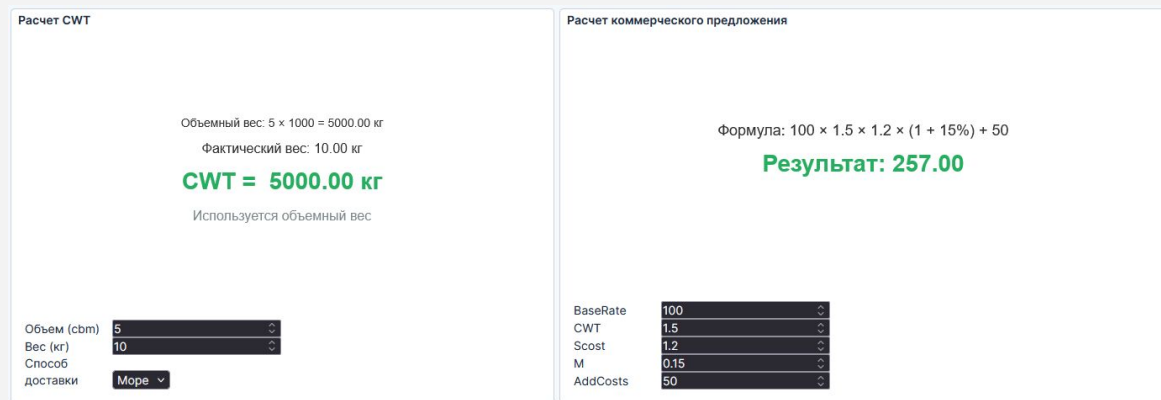 Расчет CWT
Объемный вес: 5 × 1000 = 5000.00 кг
Фактический вес: 10.00 кг
CWT = 5000.00 кг
Используется объемный вес
Объем (cbm) 5
Вес (кг) 10
Способ
доставки Море
Расчет коммерческого предложения
Формула: 100 × 1.5 × 1.2 × (1 + 15%) + 50
Результат: 257.00
BaseRate 100
CWT 1.5
Scost 1.2
M 0.15
AddCosts 50